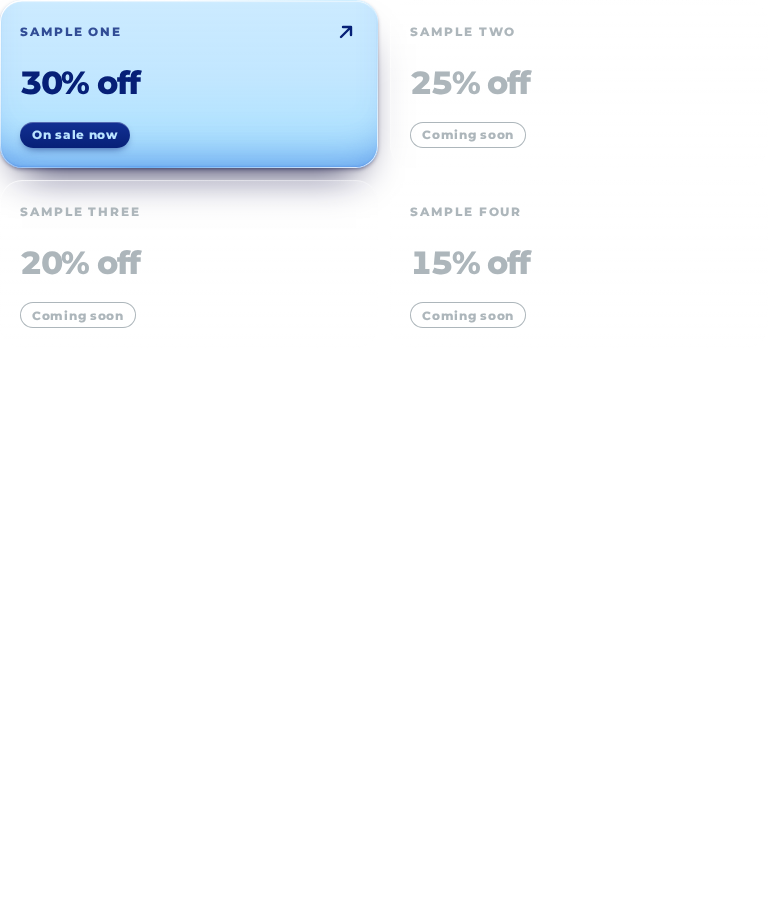 SAMPLE ONE
30% off
On sale now
SAMPLE TWO
25% off
Coming soon
SAMPLE THREE
20% off
Coming soon
SAMPLE FOUR
15% off
Coming soon